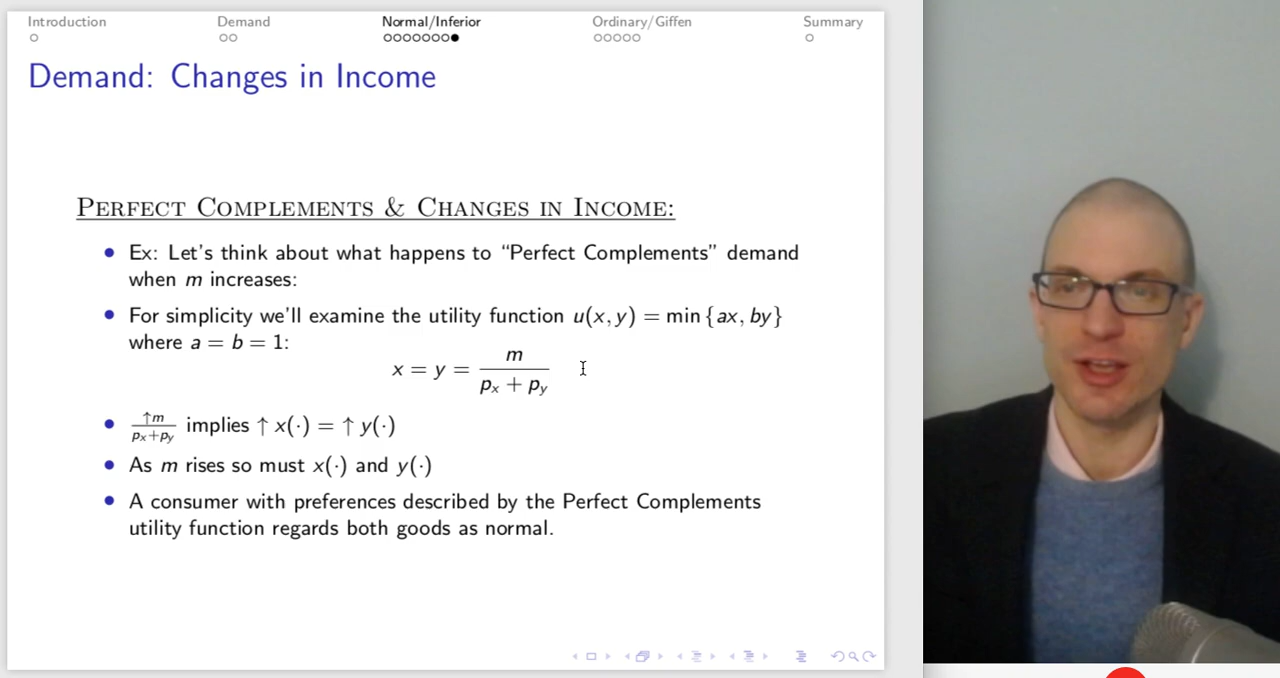 Introduction Demand Normal/Inferior Ordinary/Giffen Summary
Demand: Changes in Income
Perfect Complements & Changes in Income:
Ex: Let's think about what happens to “Perfect Complements” demand
when m increases:
For simplicity we'll examine the utility function u(x, y) = min {ax, by}
where a = b = 1:
x = y = m / (pₓ + p_y)
↑m / (pₓ+p_y) implies ↑ x(·) = ↑ y(·)
As m rises so must x(·) and y(·)
A consumer with preferences described by the Perfect Complements
utility function regards both goods as normal.